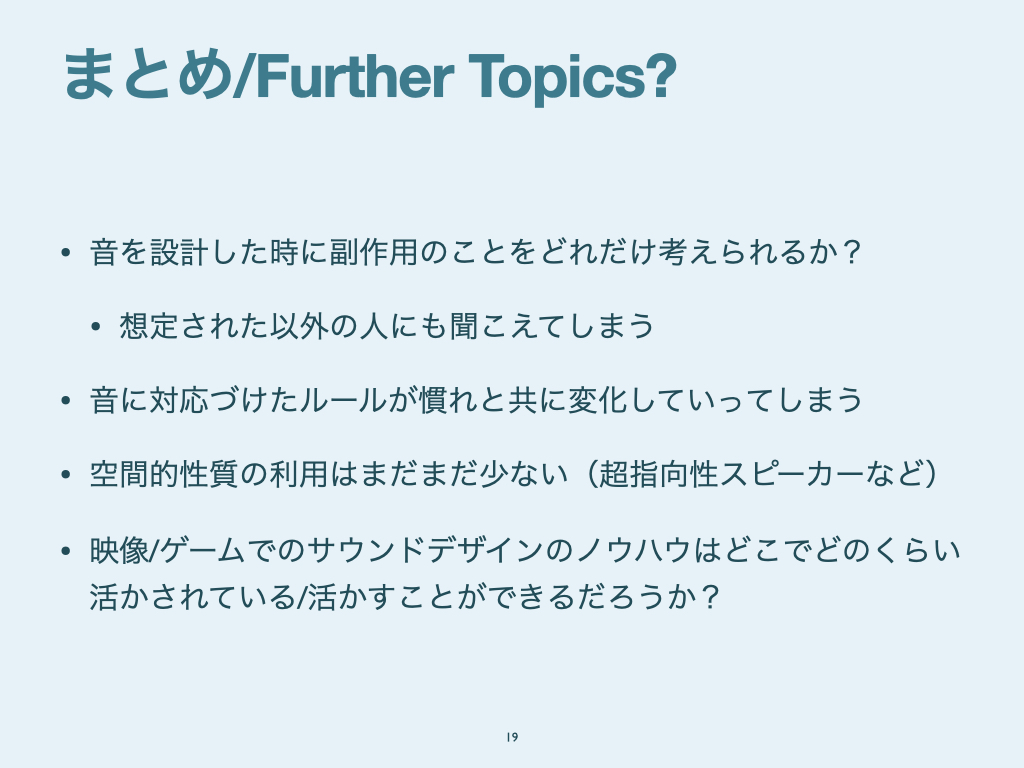 まとめ/Further Topics?
• 音を設計した時に副作用のことをどれだけ考えられるか？
• 想定された以外の人にも聞こえてしまう
• 音に対応づけたルールが慣れと共に変化していってしまう
• 空間的性質の利用はまだまだ少ない（超指向性スピーカーなど）
• 映像/ゲームでのサウンドデザインのノウハウはどこでどのくらい
活かされている/活かすことができるだろうか？
19